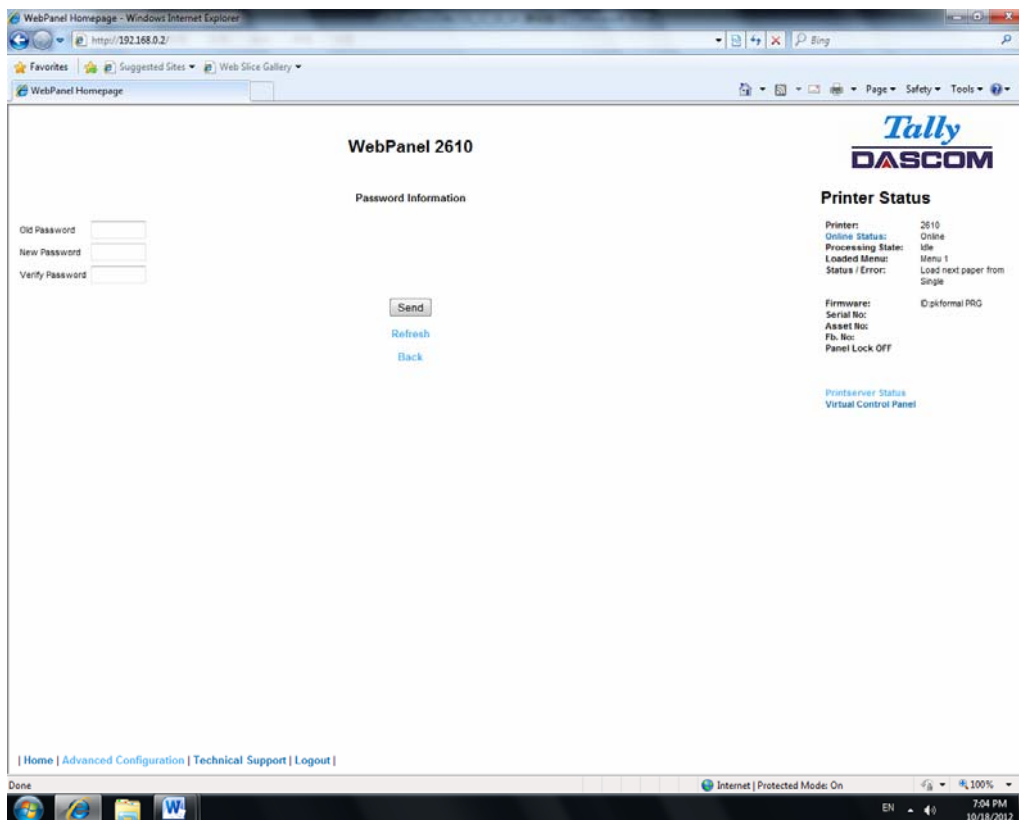 WebPanel Homepage - Windows Internet Explorer
http://192.168.0.2/
Bing
Favorites Suggested Sites Web Slice Gallery
WebPanel Homepage
Page Safety Tools
Tally
DASCOM
WebPanel 2610
Password Information
Old Password
New Password
Verify Password
Send
Refresh
Back
Printer Status
Printer: 2610
Online Status: Online
Processing State: Idle
Loaded Menu: Menu 1
Status / Error: Load next paper from
Single
Firmware: D:pkformal PRG
Serial No:
Asset No:
Fb. No:
Panel Lock OFF
Printserver Status
Virtual Control Panel
| Home | Advanced Configuration | Technical Support | Logout |
Done Internet | Protected Mode: On 100%
EN 7:04 PM
10/18/2012